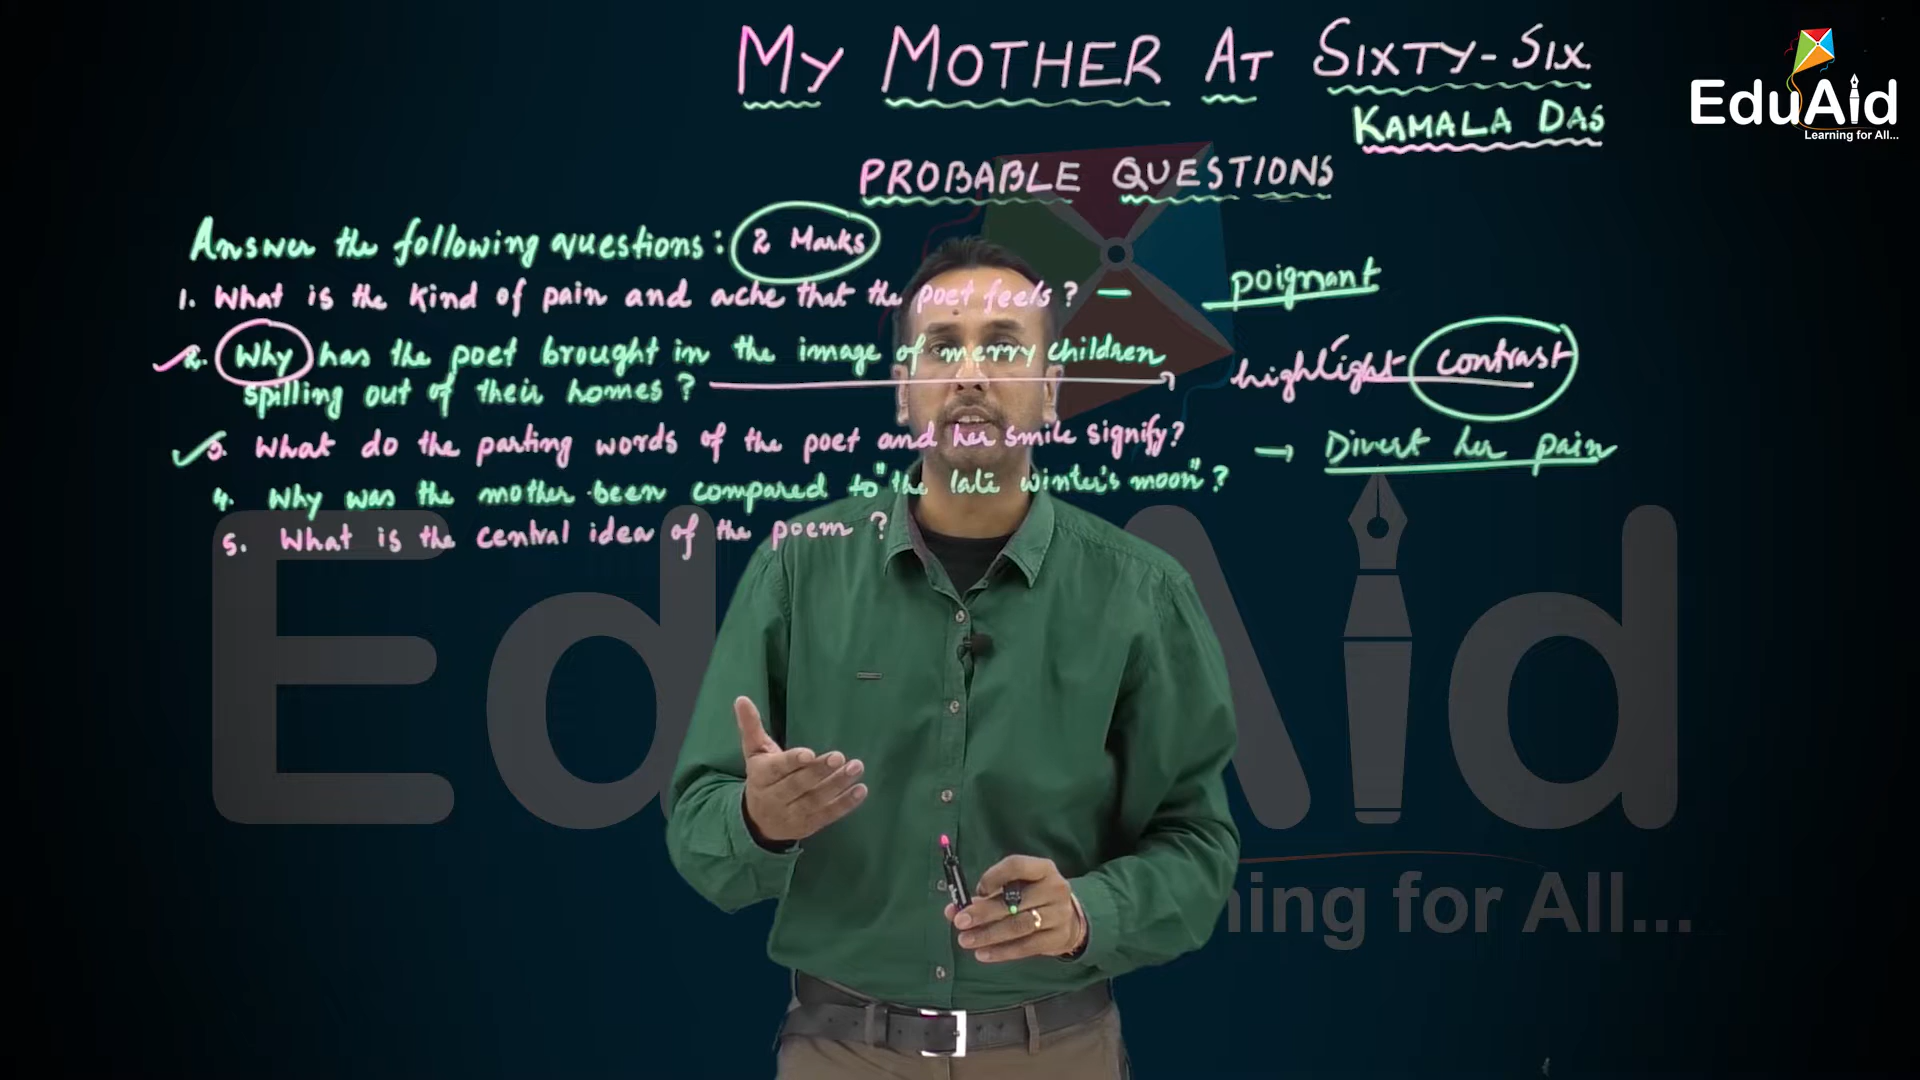 MY MOTHER AT SIXTY-SIX
KAMALA DAS
EduAid
Learning for All...
PROBABLE QUESTIONS
Answer the following questions: 2 Marks
1. What is the kind of pain and ache that the poet feels? — poignant
2. Why has the poet brought in the image of merry children
spilling out of their homes? highlight contrast
3. What do the parting words of the poet and her smile signify? → Divert her pain
4. Why was the mother been compared to "the late winter's moon"?
5. What is the central idea of the poem?
Ed Aid
ning for All...